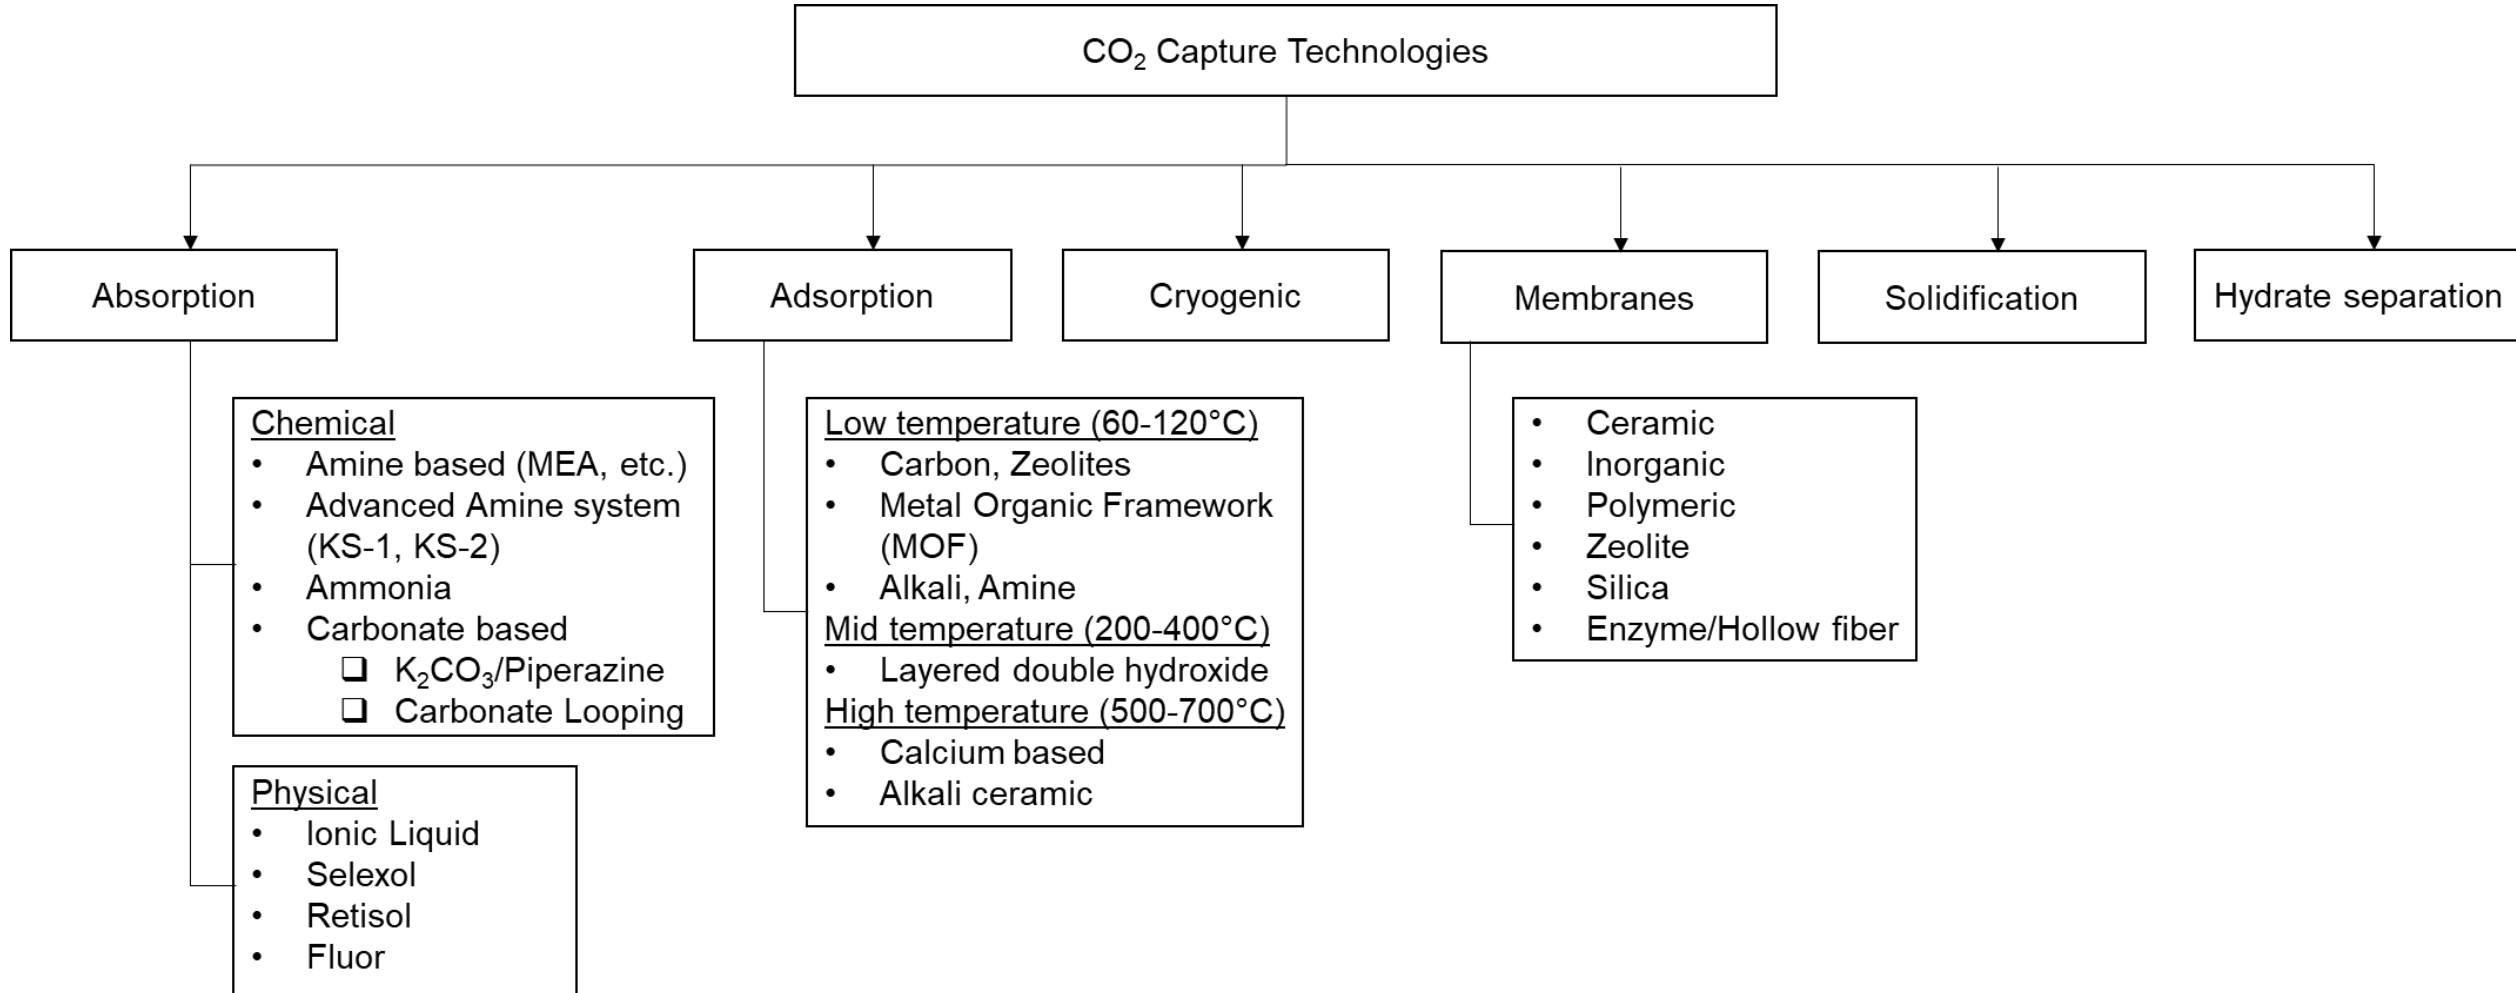 CO₂ Capture Technologies
Absorption
Adsorption
Cryogenic
Membranes
Solidification
Hydrate separation
Chemical
• Amine based (MEA, etc.)
• Advanced Amine system
(KS-1, KS-2)
• Ammonia
• Carbonate based
❑ K₂CO₃/Piperazine
❑ Carbonate Looping
Physical
• Ionic Liquid
• Selexol
• Retisol
• Fluor
Low temperature (60-120°C)
• Carbon, Zeolites
• Metal Organic Framework
(MOF)
• Alkali, Amine
Mid temperature (200-400°C)
• Layered double hydroxide
High temperature (500-700°C)
• Calcium based
• Alkali ceramic
• Ceramic
• Inorganic
• Polymeric
• Zeolite
• Silica
• Enzyme/Hollow fiber